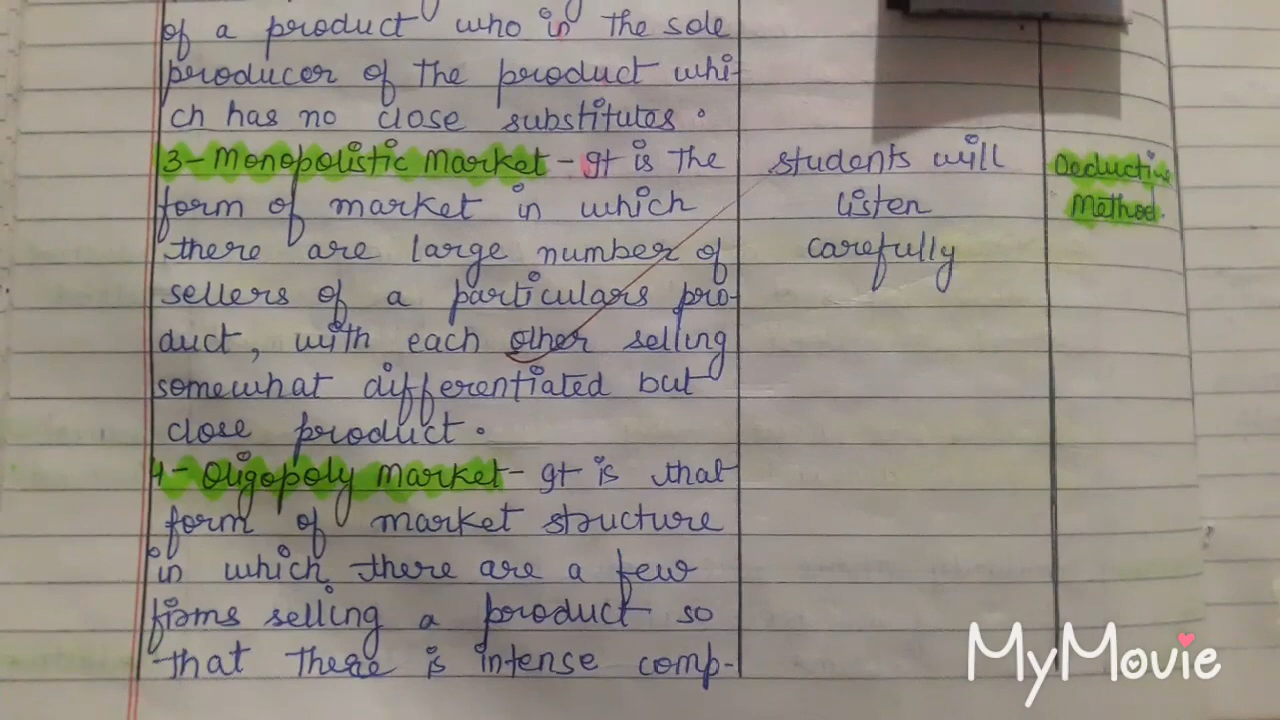 of a product who in the sole
producer of the product whi-
ch has no close substitutes.
3- Monopolistic Market - It is the
form of market in which
there are large number of
sellers of a particulars pro-
duct, with each other selling
somewhat differentiated but
close product.
4- Oligopoly Market - It is that
form of market structure
in which there are a few
firms selling a product so
that there is intense comp-
students will
listen
carefully
Deductive
Method.
MyMovie